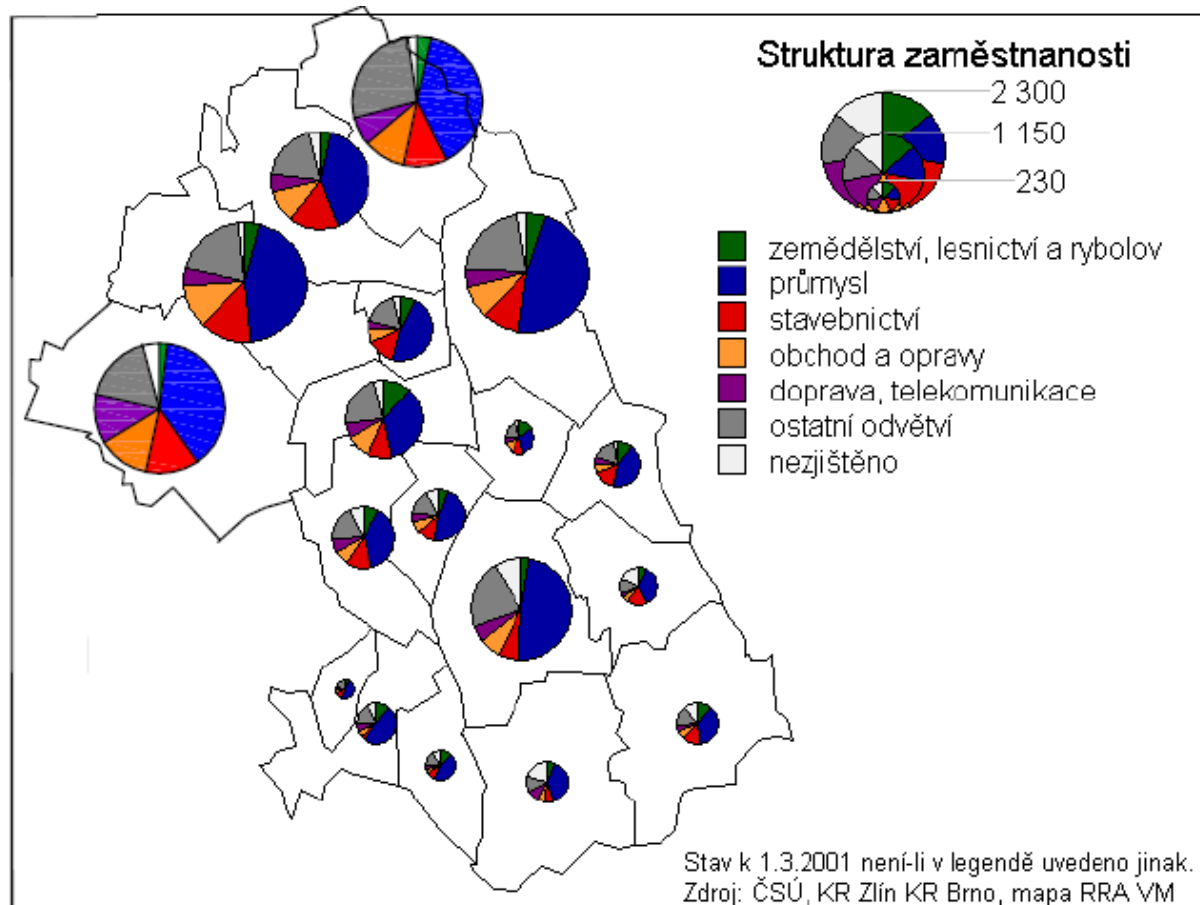 Struktura zaměstnanosti
2 300
1 150
230
zemědělství, lesnictví a rybolov
průmysl
stavebnictví
obchod a opravy
doprava, telekomunikace
ostatní odvětví
nezjištěno
Stav k 1.3.2001 není-li v legendě uvedeno jinak.
Zdroj: ČSÚ, KR Zlín KR Brno, mapa RRA VM